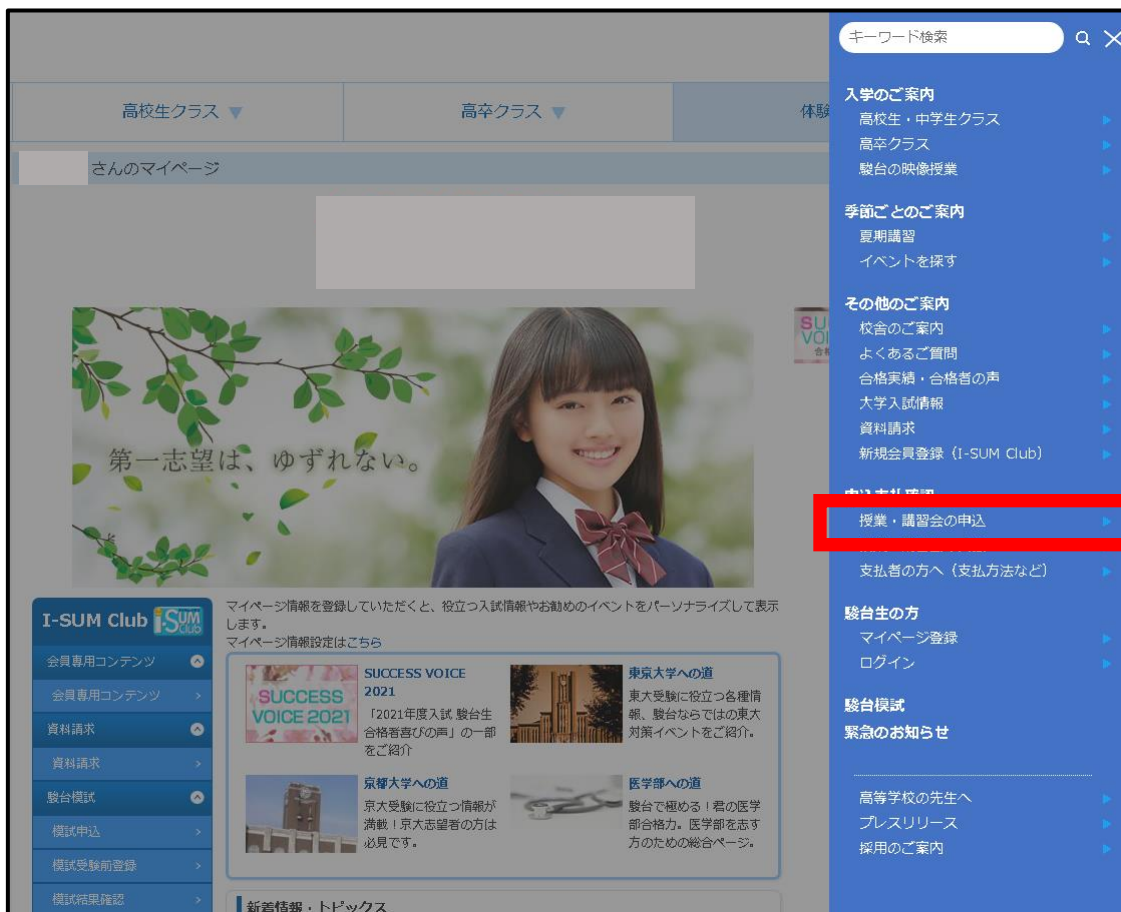 高校生クラス ▼
高卒クラス ▼
体験
さんのマイページ
第一志望は、ゆずれない。
マイページ情報を登録していただくと、役立つ入試情報やお勧めのイベントをパーソナライズして表示
します。
マイページ情報設定はこちら
I-SUM Club
会員専用コンテンツ
会員専用コンテンツ
資料請求
資料請求
駿台模試
模試申込
模試受験前登録
模試結果確認
SUCCESS
VOICE 2021
SUCCESS VOICE
2021
「2021年度入試 駿台生
合格者喜びの声」の一部
をご紹介
東京大学への道
東大受験に役立つ各種情
報、駿台ならではの東大
対策イベントをご紹介。
京都大学への道
京大受験に役立つ情報が
満載!京大志望者の方は
必見です。
医学部への道
駿台で極める!君の医学
部合格力。医学部を志す
方のための総合ページ。
新着情報・トピックス
キーワード検索
入学のご案内
高校生・中学生クラス
高卒クラス
駿台の映像授業
季節ごとのご案内
夏期講習
イベントを探す
その他のご案内
校舎のご案内
よくあるご質問
合格実績・合格者の声
大学入試情報
資料請求
新規会員登録(I-SUM Club)
授業・講習会の申込
支払者の方へ(支払方法など)
駿台生の方
マイページ登録
ログイン
駿台模試
緊急のお知らせ
高等学校の先生へ
プレスリリース
採用のご案内